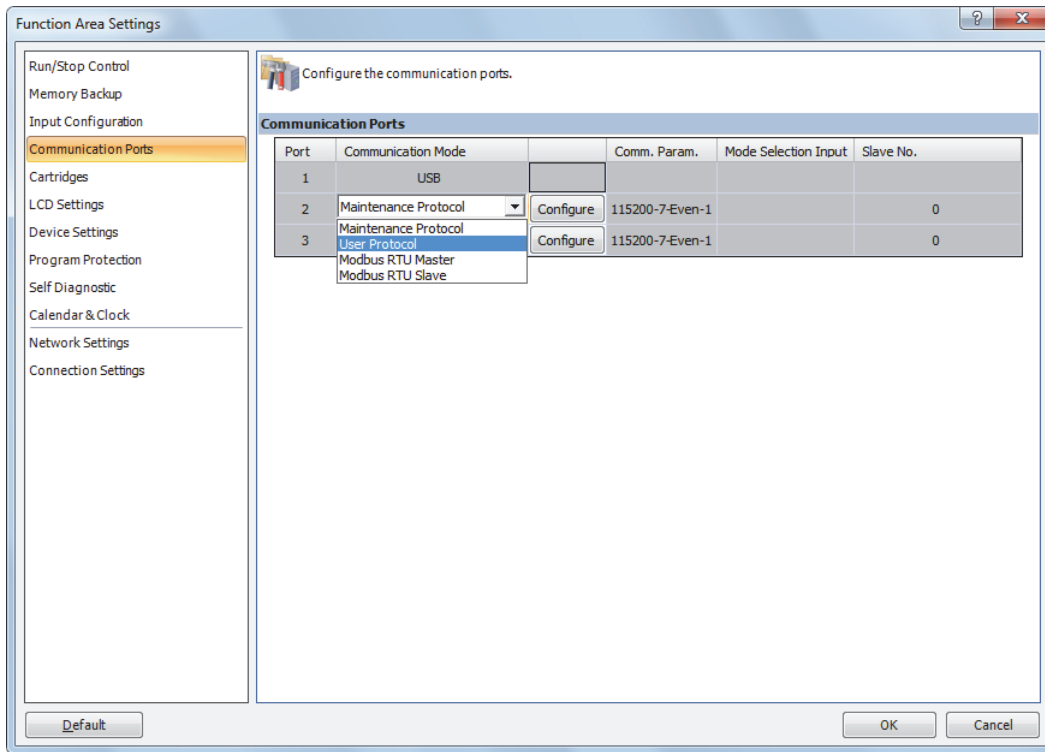 Function Area Settings
?
X
Run/Stop Control
Memory Backup
Input Configuration
Communication Ports
Cartridges
LCD Settings
Device Settings
Program Protection
Self Diagnostic
Calendar & Clock
Network Settings
Connection Settings
Configure the communication ports.
Communication Ports
Port Communication Mode Comm. Param. Mode Selection Input Slave No.
1 USB
2 Maintenance Protocol Configure 115200-7-Even-1 0
3 Configure 115200-7-Even-1 0
Maintenance Protocol
User Protocol
Modbus RTU Master
Modbus RTU Slave
Default
OK
Cancel